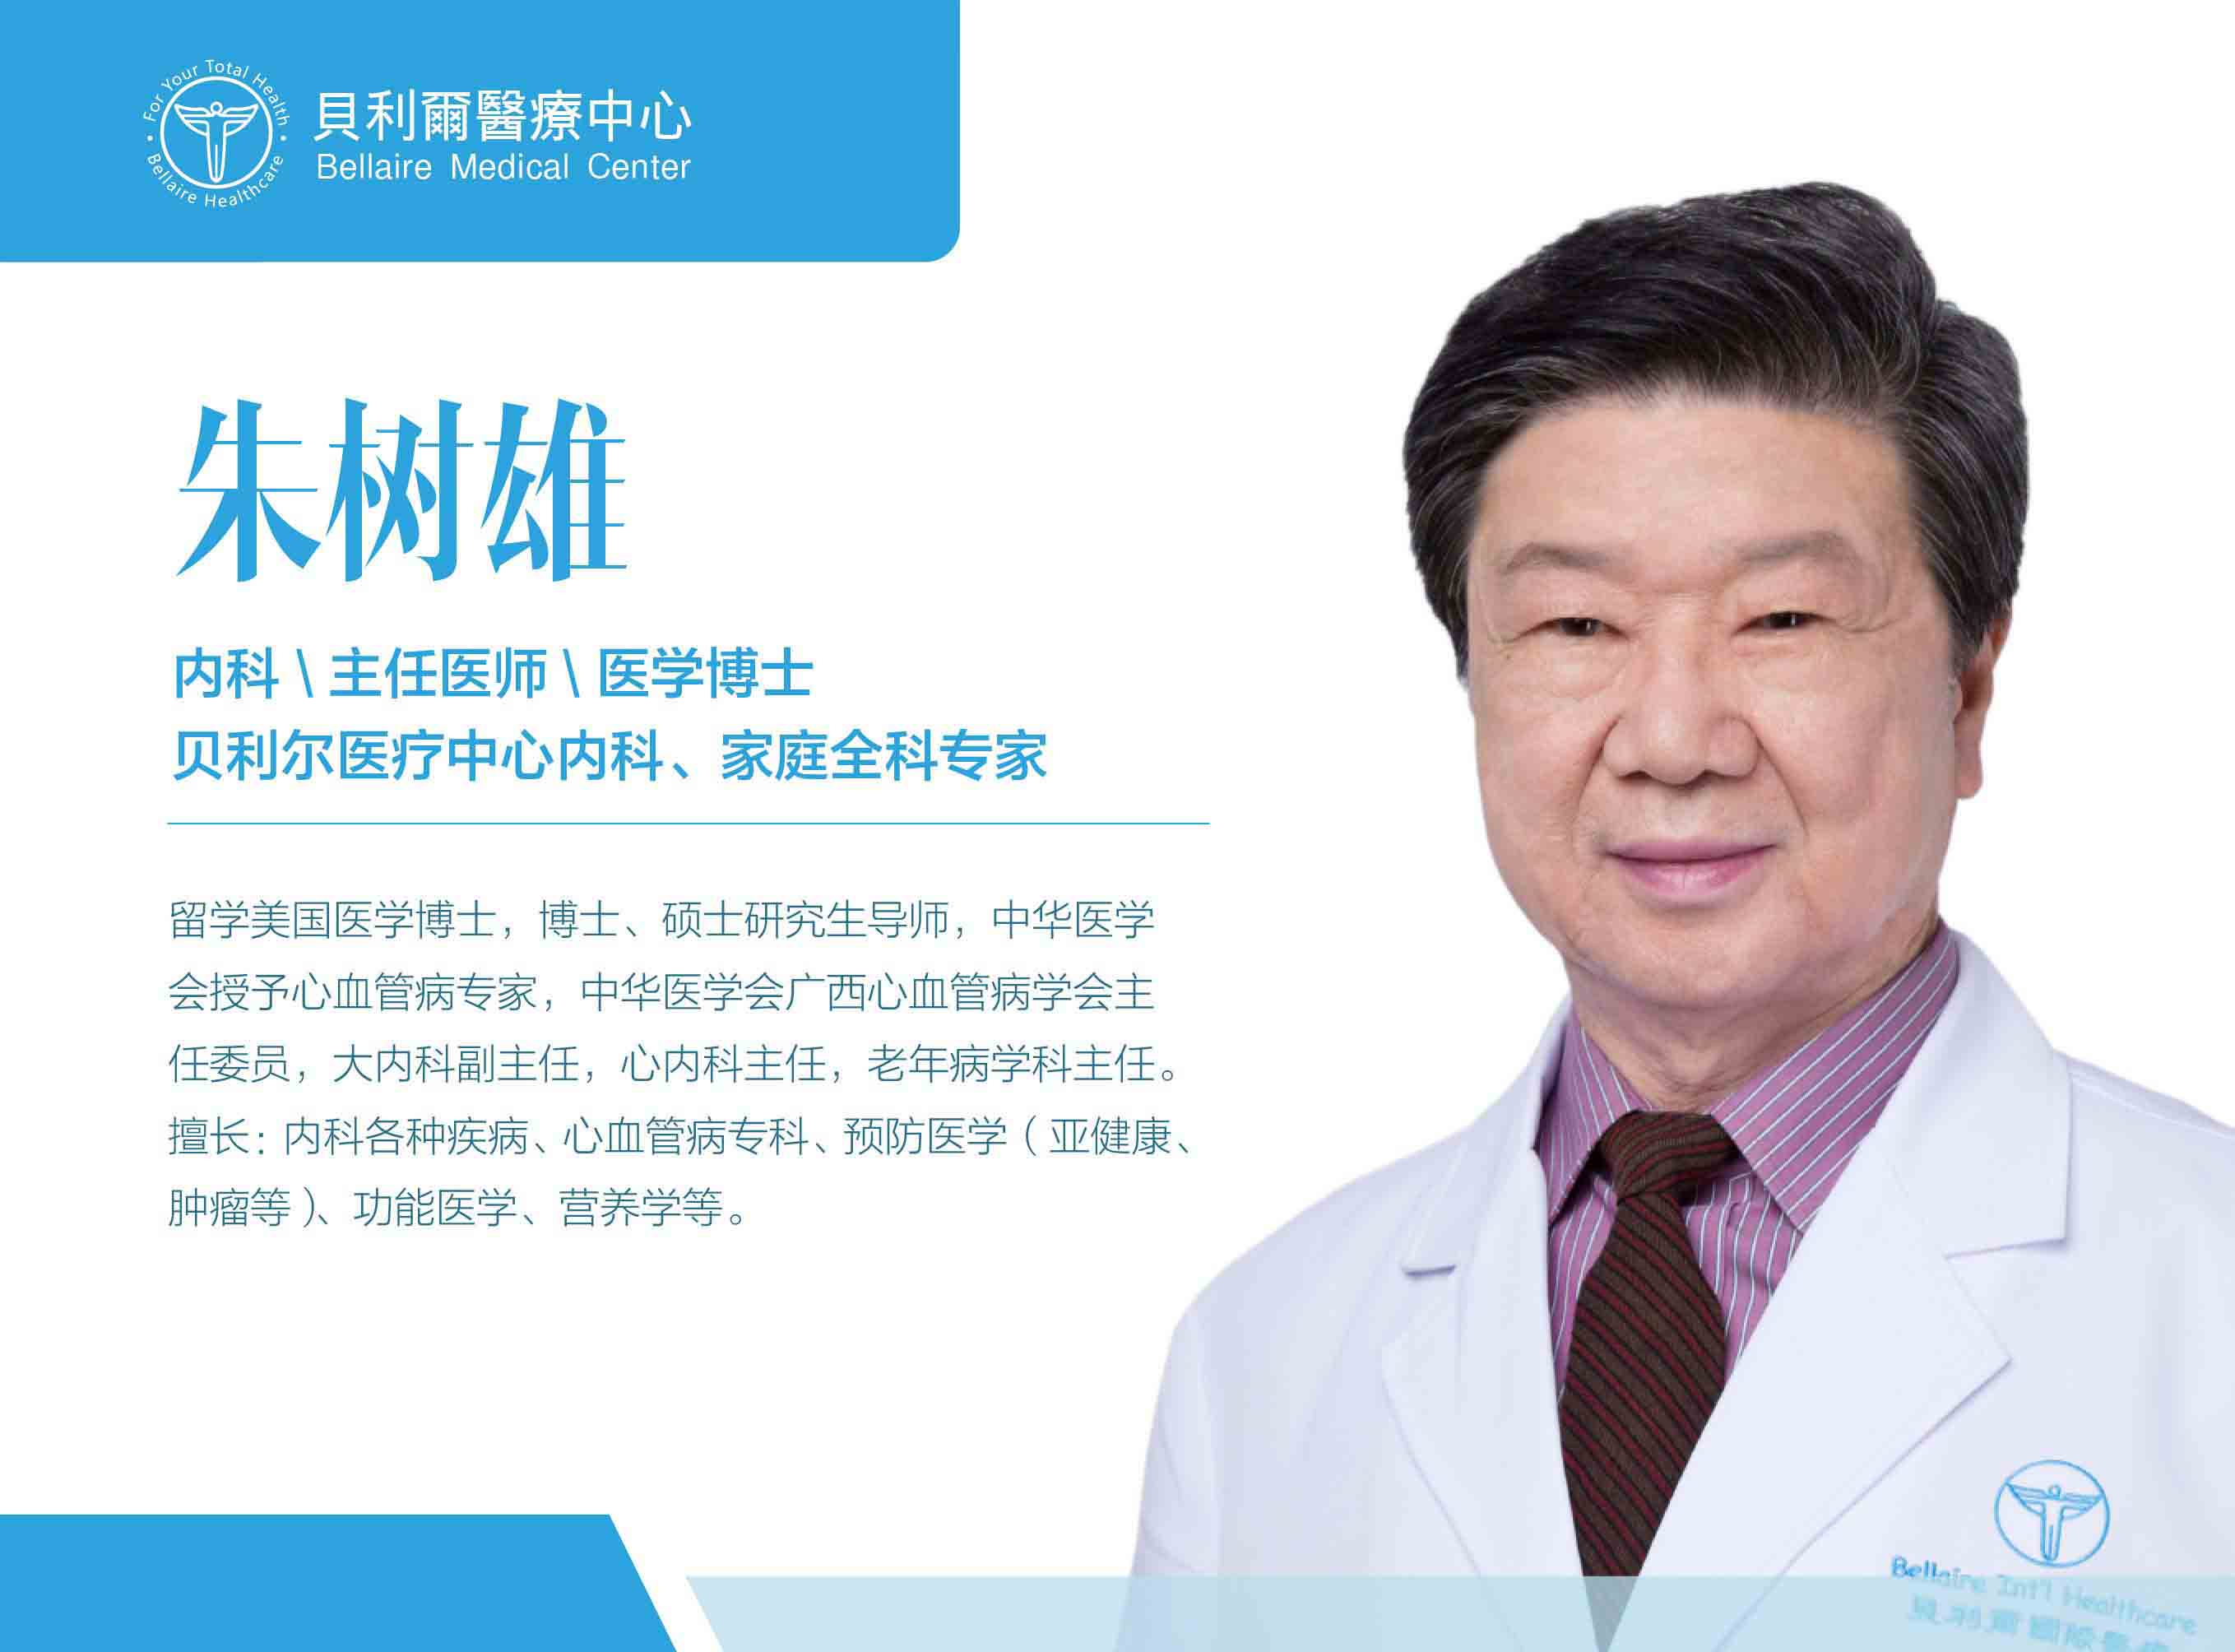 For Your Total Health
Bellaire Healthcare
貝利爾醫療中心
Bellaire Medical Center
朱树雄
内科 \ 主任医师 \ 医学博士
贝利尔医疗中心内科、家庭全科专家
留学美国医学博士，博士、硕士研究生导师，中华医学
会授予心血管病专家，中华医学会广西心血管病学会主
任委员，大内科副主任，心内科主任，老年病学科主任。
擅长：内科各种疾病、心血管病专科、预防医学（亚健康、
肿瘤等）、功能医学、营养学等。
Bellaire Int'l Healthcare
貝利爾國際醫